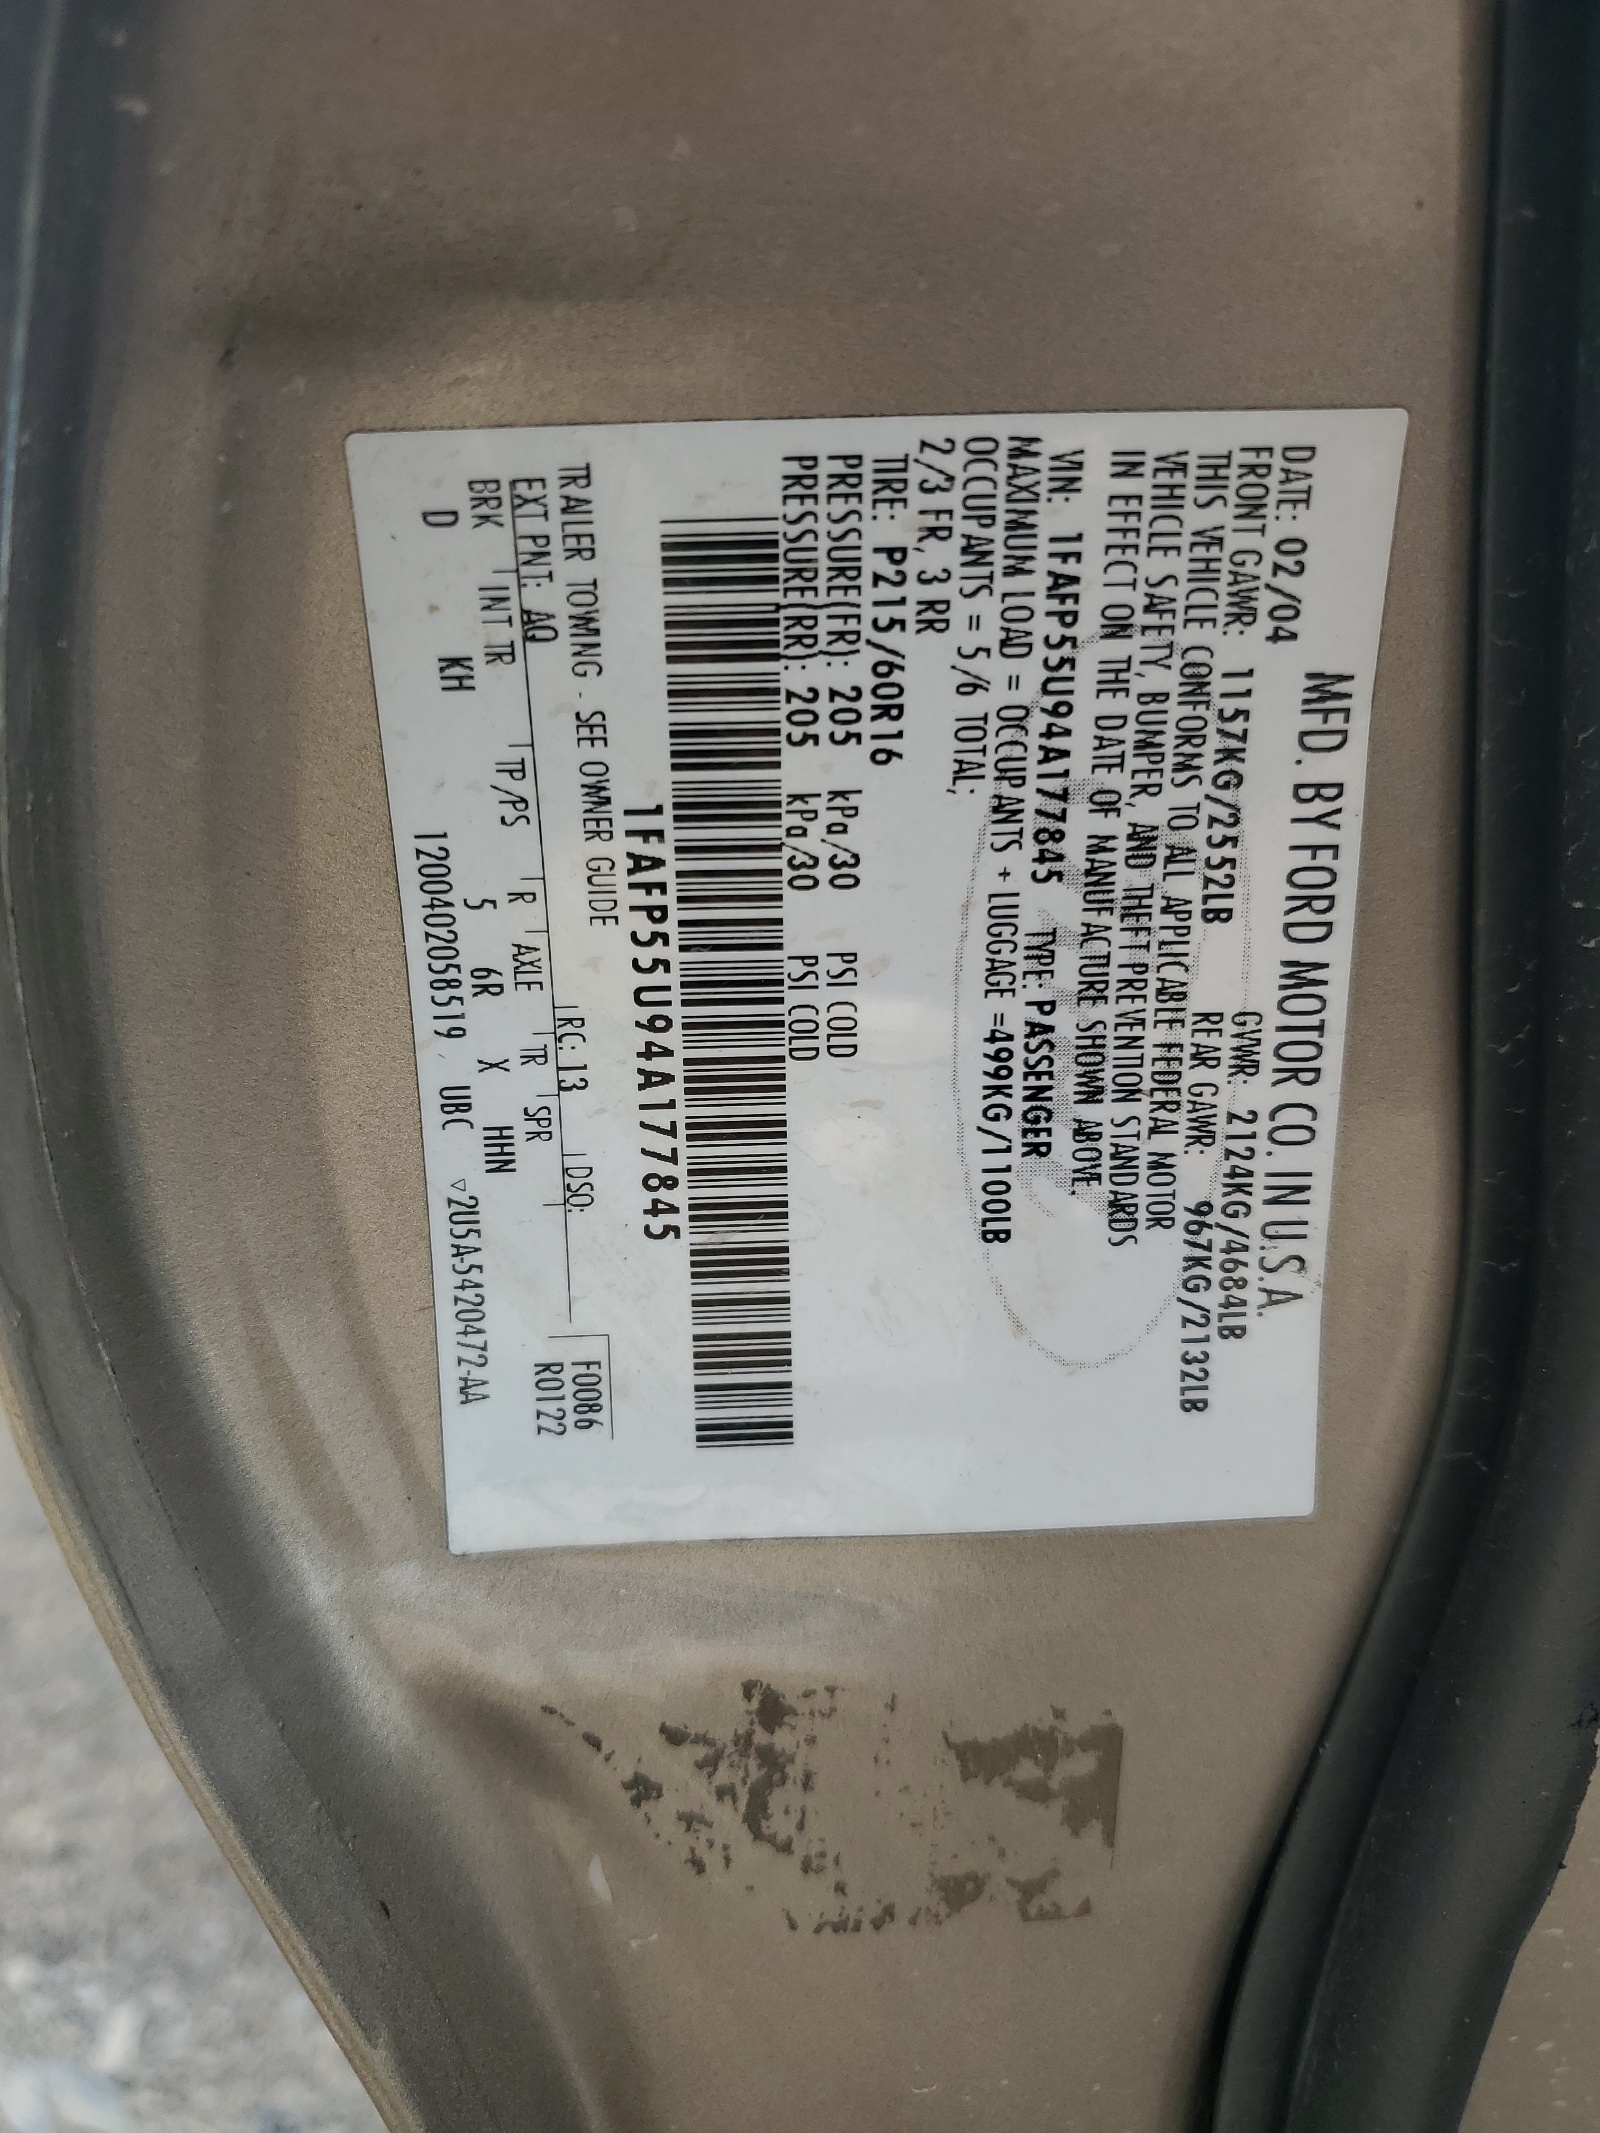 MFD. BY FORD MOTOR CO. IN U.S.A.
DATE: 02/04 GVWR: 2124KG/4684LB
FRONT GAWR: 1157KG/2552LB REAR GAWR: 967KG/2132LB
THIS VEHICLE CONFORMS TO ALL APPLICABLE FEDERAL MOTOR
VEHICLE SAFETY, BUMPER, AND THEFT PREVENTION STANDARDS
IN EFFECT ON THE DATE OF MANUFACTURE SHOWN ABOVE.
VIN: 1FAFP55U94A177845 TYPE: PASSENGER
MAXIMUM LOAD = OCCUPANTS + LUGGAGE =499KG/1100LB
OCCUPANTS = 5/6 TOTAL;
2/3 FR, 3 RR
TIRE: P215/60R16
PRESSURE(FR): 205 kPa/30 PSI COLD
PRESSURE(RR): 205 kPa/30 PSI COLD
1FAFP55U94A177845
TRAILER TOWING - SEE OWNER GUIDE
F0086
R0122
EXT PNT: AQ RC: 13 DSO:
BRK INT TR TP/PS R AXLE TR SPR
D KH 5 6R X HHN
1200402058519 UBC ▽2U5A-5420472-AA